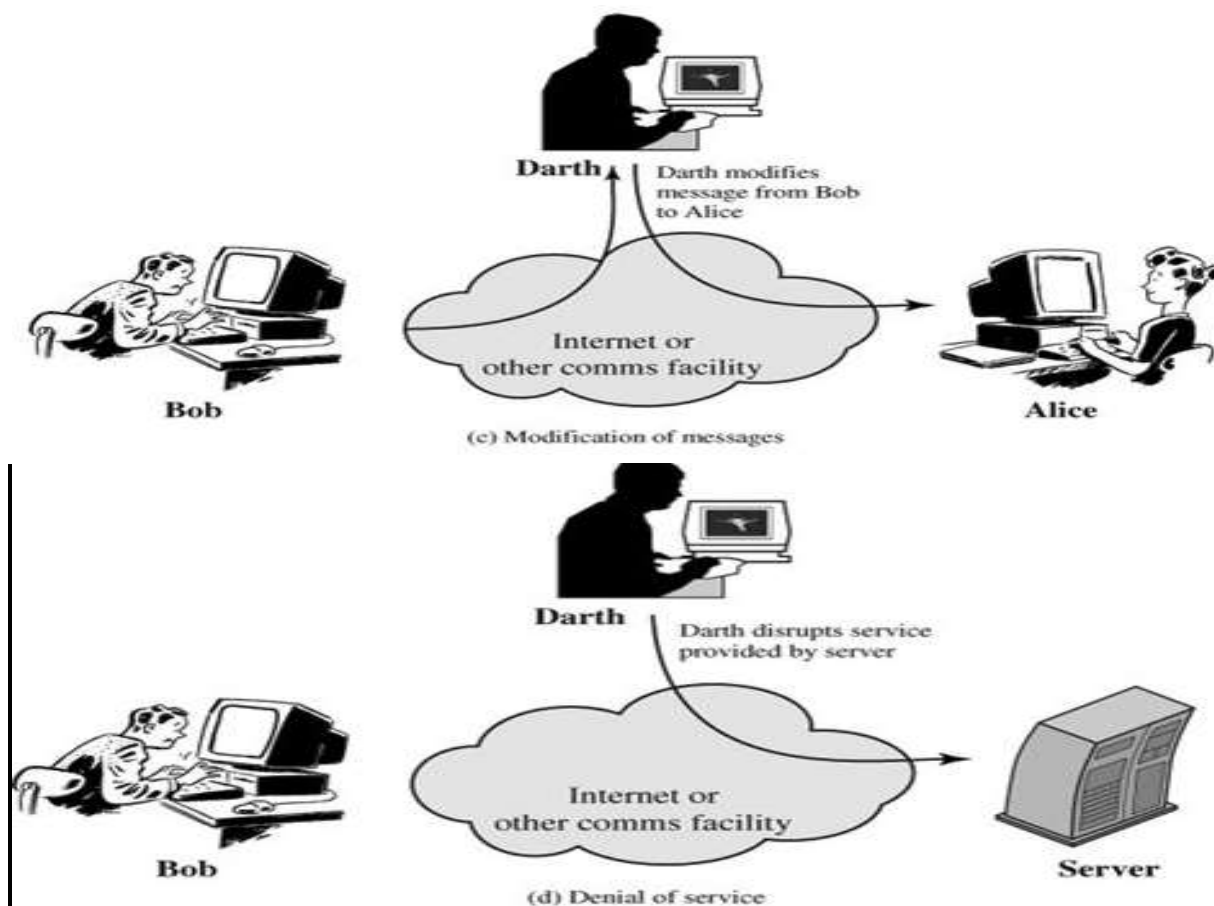 Darth
Darth modifies
message from Bob
to Alice
Internet or
other comms facility
Bob
Alice
(c) Modification of messages
Darth
Darth disrupts service
provided by server
Internet or
other comms facility
Bob
Server
(d) Denial of service